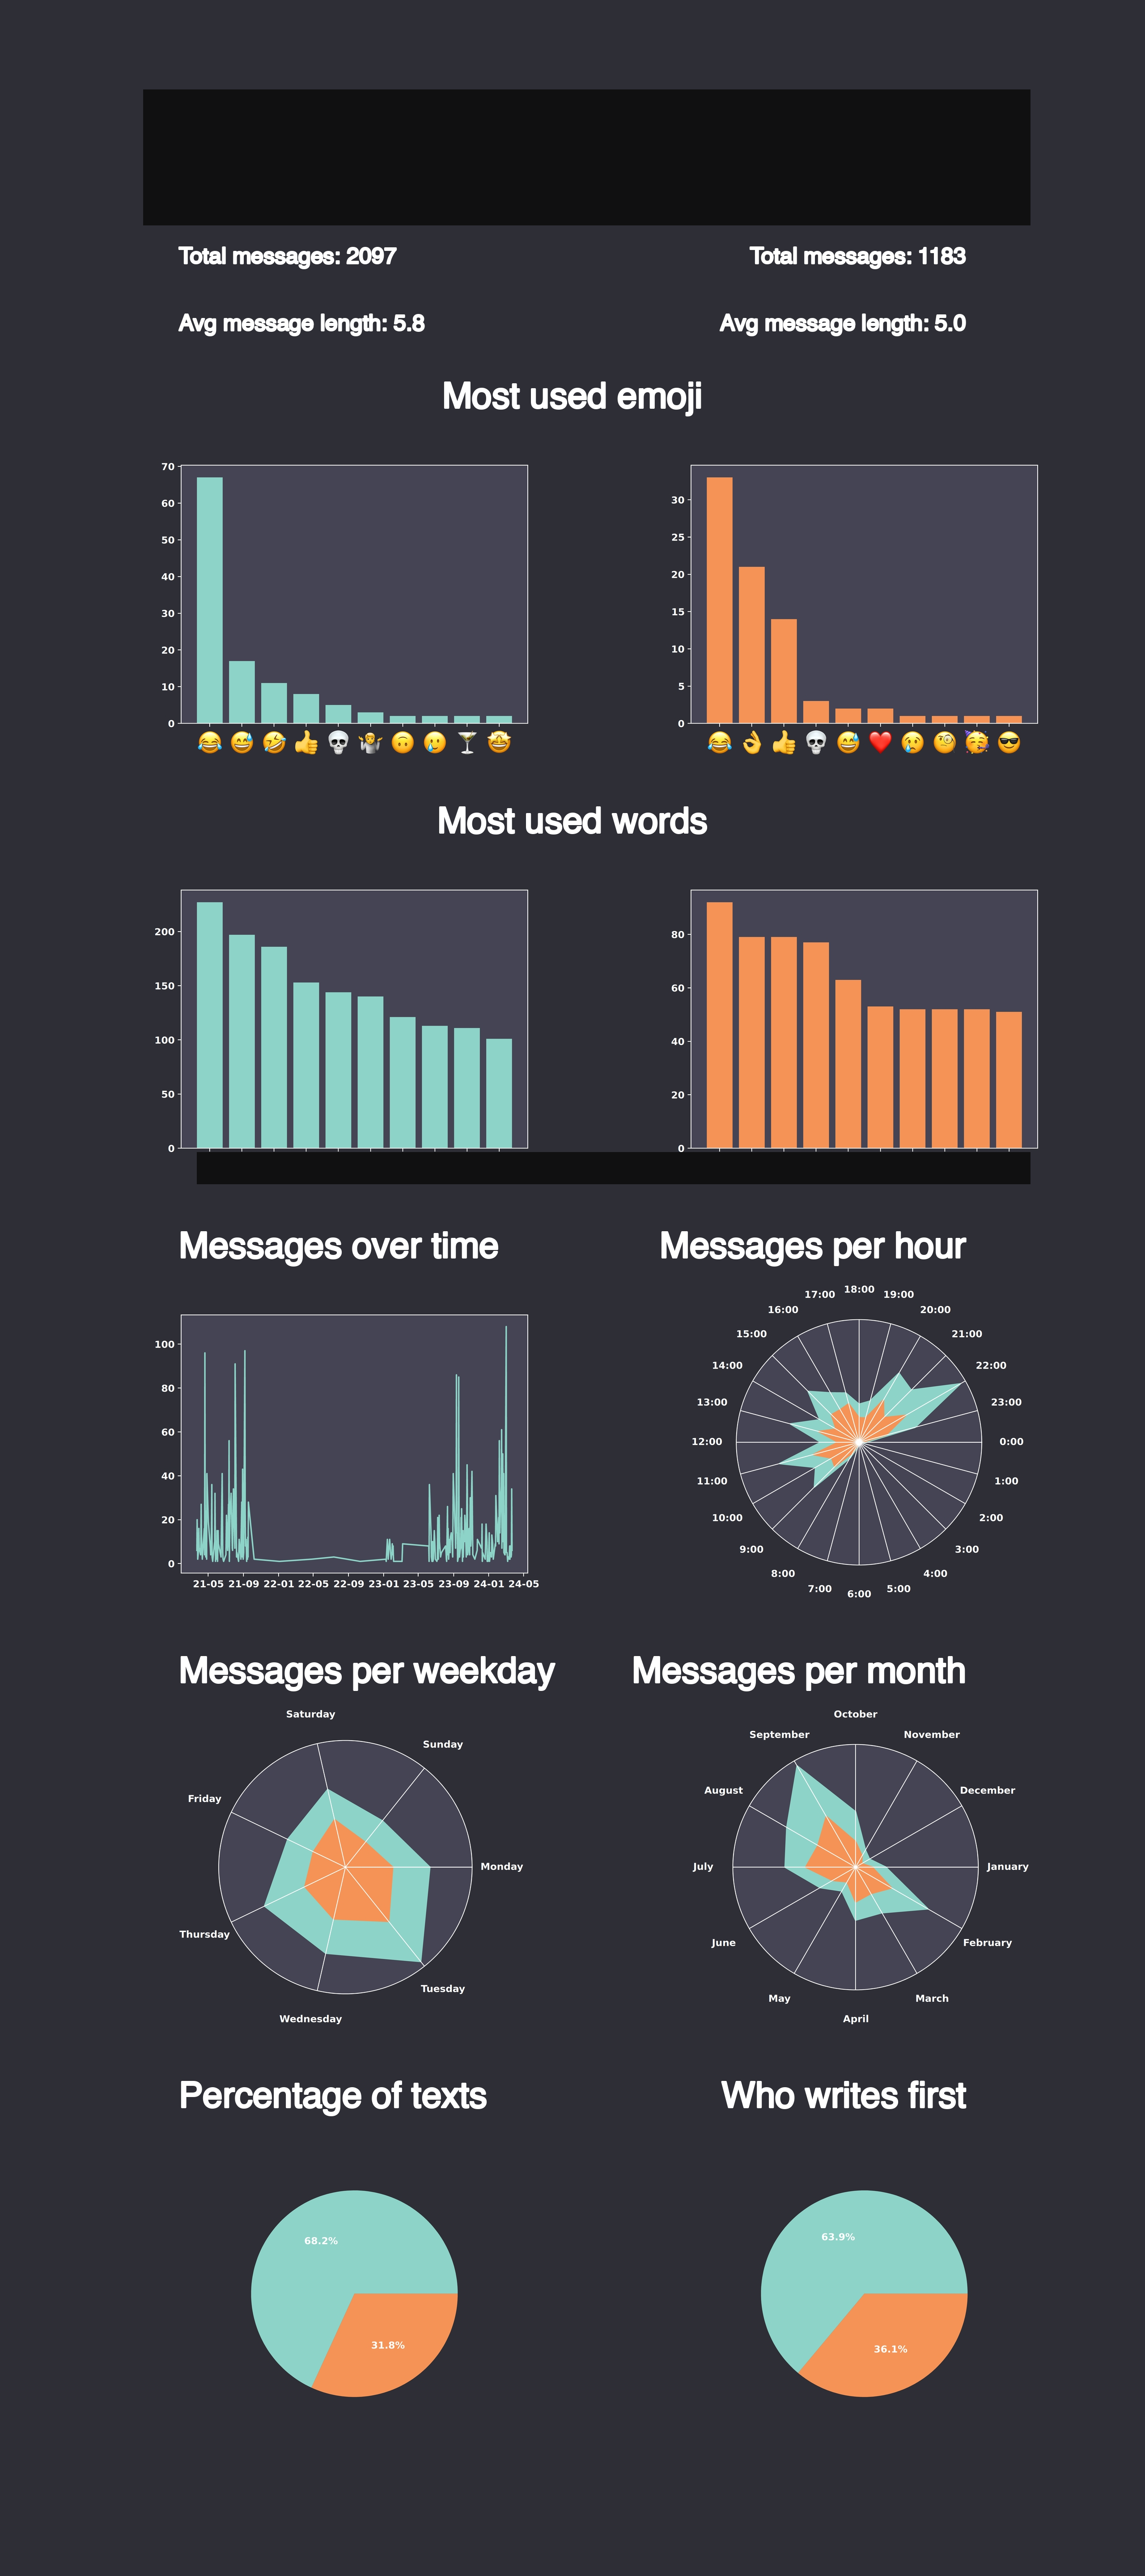 Total messages: 2097
Total messages: 1183
Avg message length: 5.8
Avg message length: 5.0
Most used emoji
70
60
50
40
30
20
10
0
30
25
20
15
10
5
0
Most used words
200
150
100
50
0
80
60
40
20
0
Messages over time
Messages per hour
100
80
60
40
20
0
21-05 21-09 22-01 22-05 22-09 23-01 23-05 23-09 24-01 24-05
18:00
17:00
19:00
16:00
20:00
15:00
21:00
14:00
22:00
13:00
23:00
12:00
0:00
11:00
1:00
10:00
2:00
9:00
3:00
8:00
4:00
7:00
5:00
6:00
Messages per weekday
Messages per month
Saturday
Sunday
Friday
Monday
Thursday
Tuesday
Wednesday
October
September
November
August
December
July
January
June
February
May
March
April
Percentage of texts
Who writes first
68.2%
31.8%
63.9%
36.1%